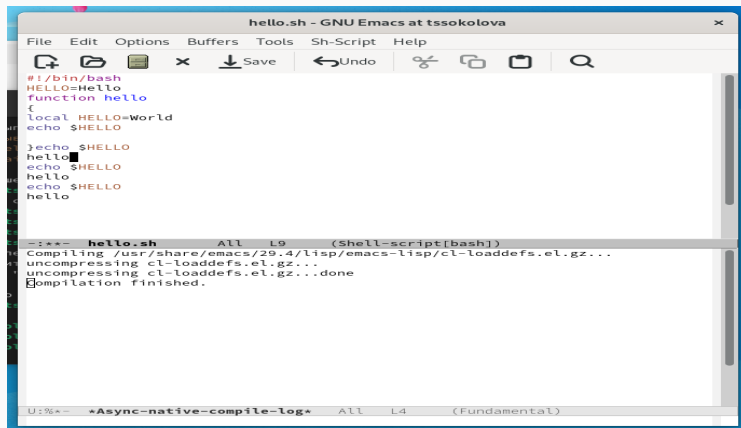 hello.sh - GNU Emacs at tssokolova
File Edit Options Buffers Tools Sh-Script Help
Save Undo
#!/bin/bash
HELLO=Hello
function hello
{
local HELLO=World
echo $HELLO
}echo $HELLO
hello
echo $HELLO
hello
echo $HELLO
hello
-:**- hello.sh All L9 (Shell-script[bash])
Compiling /usr/share/emacs/29.4/lisp/emacs-lisp/cl-loaddefs.el.gz...
uncompressing cl-loaddefs.el.gz...
uncompressing cl-loaddefs.el.gz...done
Compilation finished.
U:%*- *Async-native-compile-log* All L4 (Fundamental)